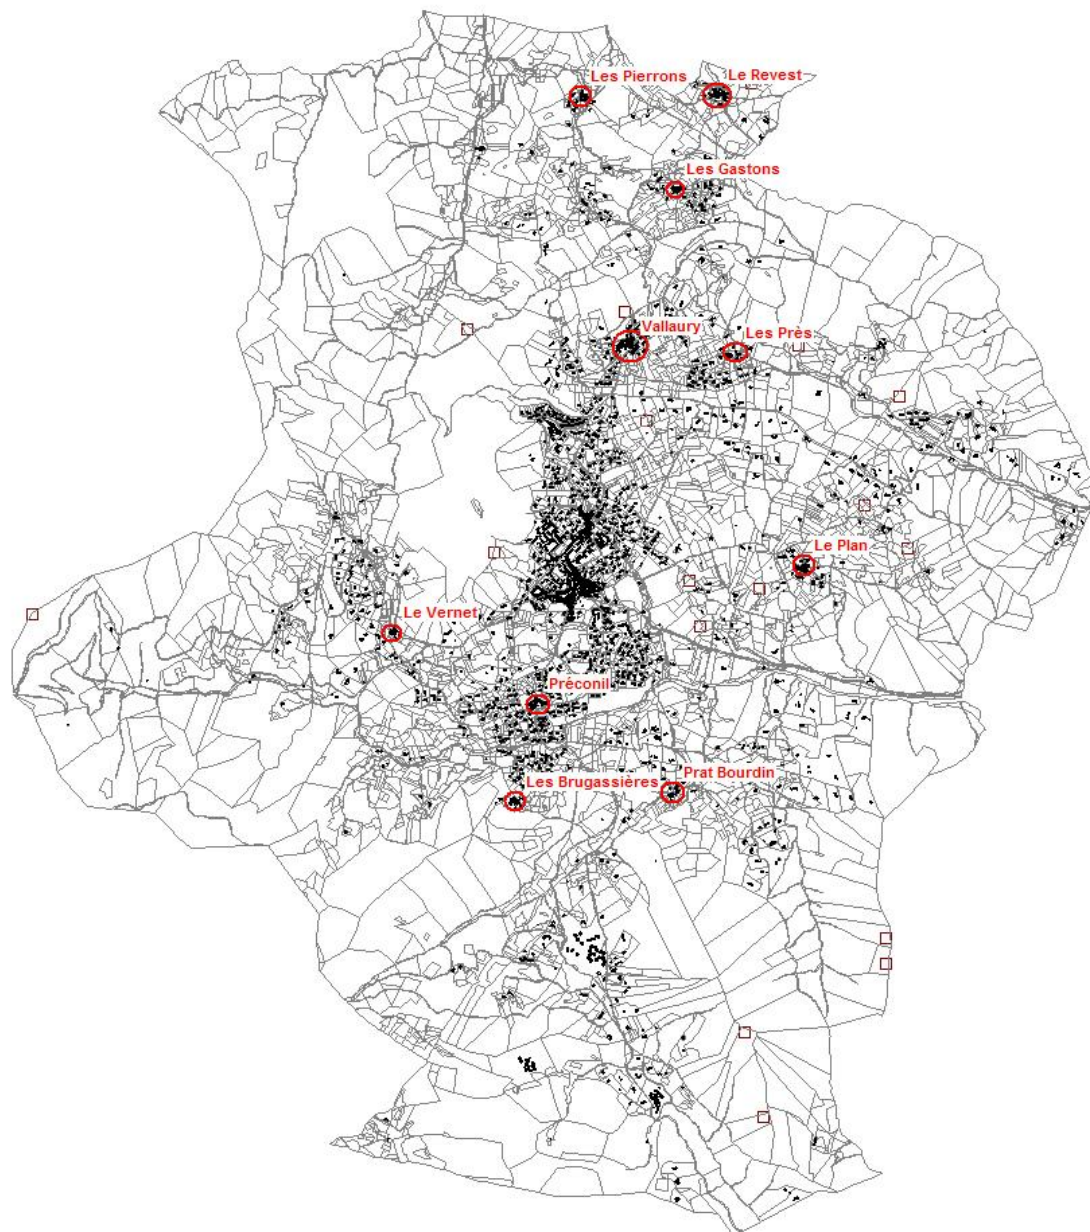 Les Pierrons
Le Revest
Les Gastons
Vallaury
Les Près
Le Plan
Le Vernet
Préconil
Les Brugassières
Prat Bourdin